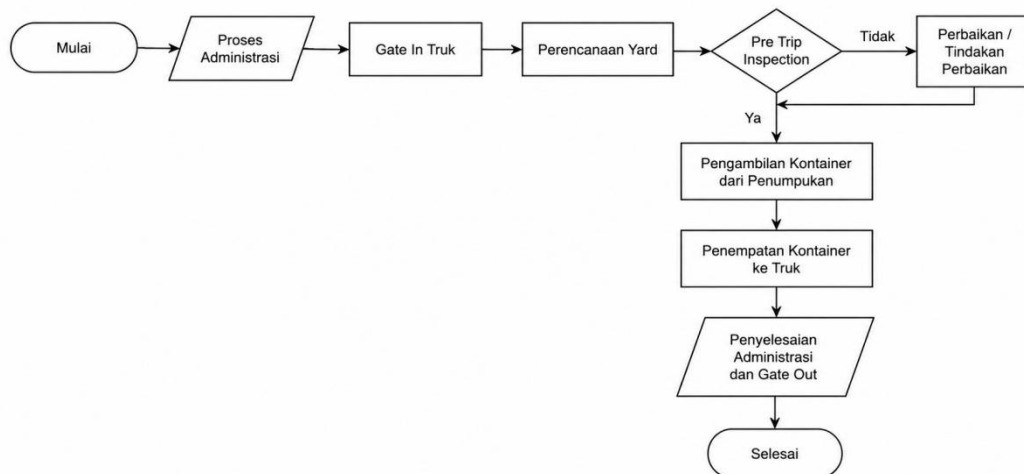 Mulai
Proses
Administrasi
Gate In Truk
Perencanaan Yard
Pre Trip
Inspection
Tidak
Perbaikan /
Tindakan
Perbaikan
Ya
Pengambilan Kontainer
dari Penumpukan
Penempatan Kontainer
ke Truk
Penyelesaian
Administrasi
dan Gate Out
Selesai